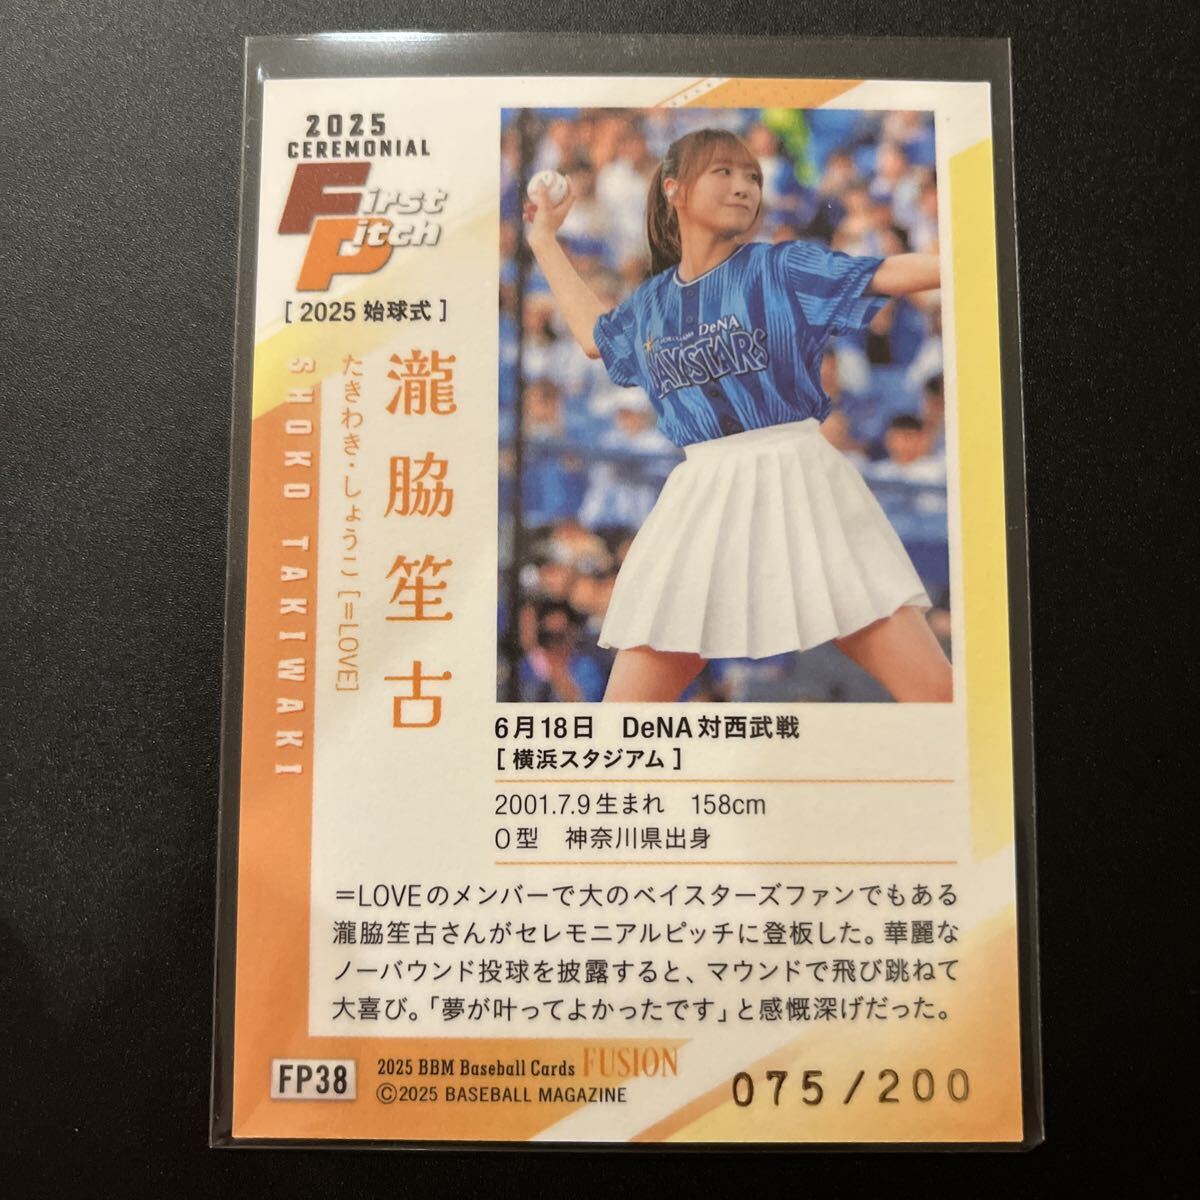 2025
CEREMONIAL
First
Pitch
[ 2025 始球式 ]
SHOKO TAKIWAKI
たきわき・しょうこ [=LOVE]
瀧脇笙古
YOKOHAMA DeNA
BAYSTARS
6月18日　DeNA対西武戦
[ 横浜スタジアム ]
2001.7.9生まれ　158cm
O型　神奈川県出身
=LOVEのメンバーで大のベイスターズファンでもある
瀧脇笙古さんがセレモニアルピッチに登板した。華麗な
ノーバウンド投球を披露すると、マウンドで飛び跳ねて
大喜び。「夢が叶ってよかったです」と感慨深げだった。
FP38
2025 BBM Baseball Cards FUSION
©2025 BASEBALL MAGAZINE
075/200